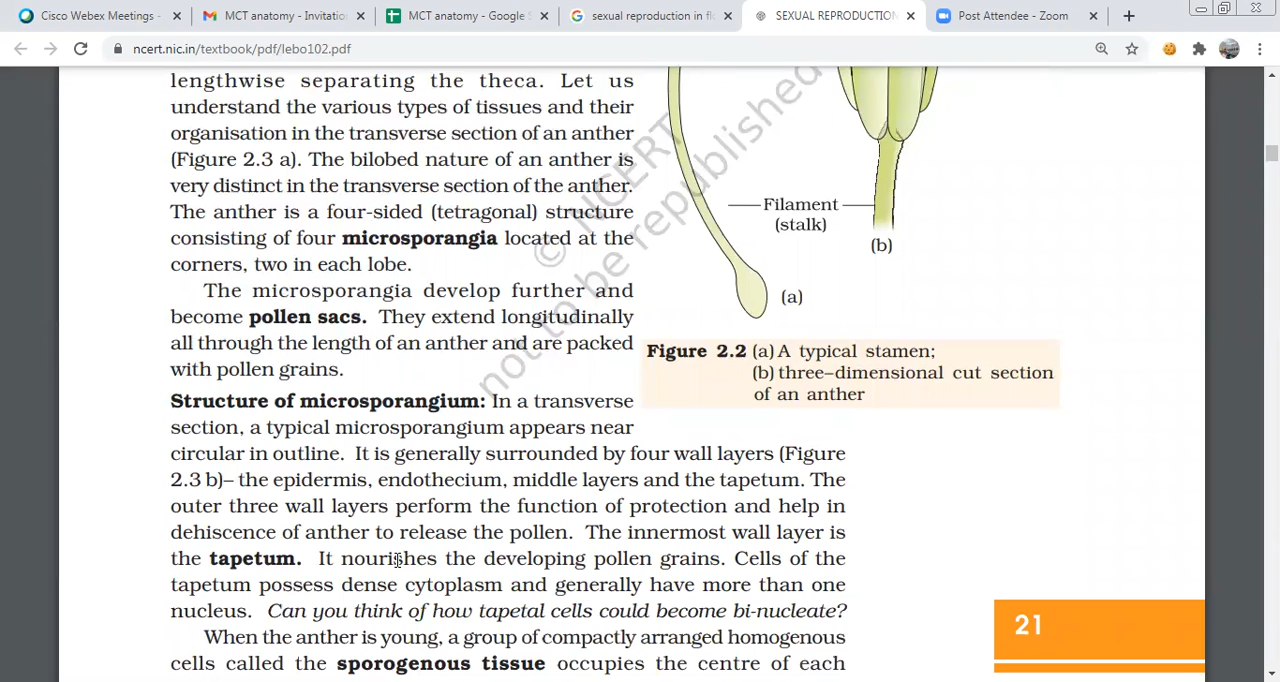 Cisco Webex Meetings -
MCT anatomy - Invitatio
MCT anatomy - Google S
sexual reproduction in fl
SEXUAL REPRODUCTION
Post Attendee - Zoom
ncert.nic.in/textbook/pdf/lebo102.pdf
lengthwise separating the theca. Let us
understand the various types of tissues and their
organisation in the transverse section of an anther
(Figure 2.3 a). The bilobed nature of an anther is
very distinct in the transverse section of the anther.
The anther is a four-sided (tetragonal) structure
consisting of four microsporangia located at the
corners, two in each lobe.
The microsporangia develop further and
become pollen sacs. They extend longitudinally
all through the length of an anther and are packed
with pollen grains.
Structure of microsporangium: In a transverse
section, a typical microsporangium appears near
circular in outline. It is generally surrounded by four wall layers (Figure
2.3 b)– the epidermis, endothecium, middle layers and the tapetum. The
outer three wall layers perform the function of protection and help in
dehiscence of anther to release the pollen. The innermost wall layer is
the tapetum. It nourishes the developing pollen grains. Cells of the
tapetum possess dense cytoplasm and generally have more than one
nucleus. Can you think of how tapetal cells could become bi-nucleate?
When the anther is young, a group of compactly arranged homogenous
cells called the sporogenous tissue occupies the centre of each
Filament
(stalk)
(b)
(a)
Figure 2.2 (a) A typical stamen;
(b) three–dimensional cut section
of an anther
21
© NCERT
not to be republished